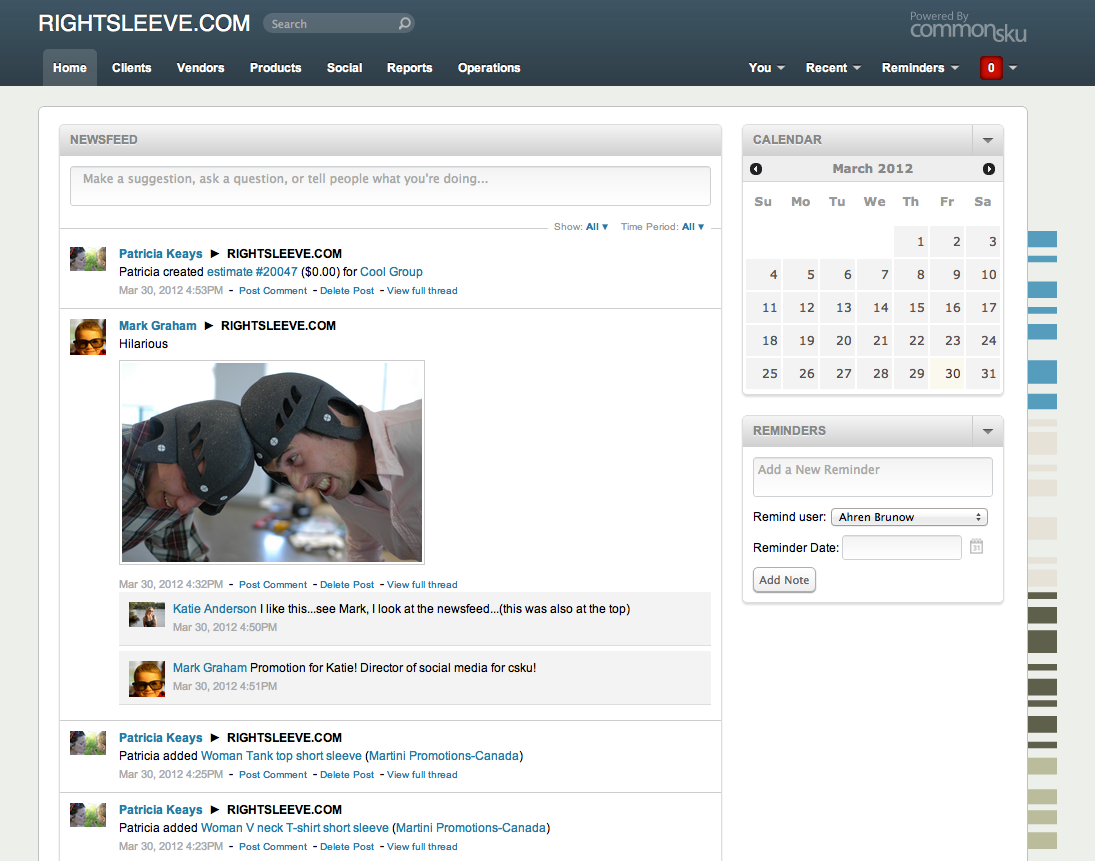 RIGHTSLEEVE.COM
Search
Powered By
commonsku
Home Clients Vendors Products Social Reports Operations
You Recent Reminders 0
NEWSFEED
Make a suggestion, ask a question, or tell people what you're doing...
Show: All ▾ Time Period: All ▾
Patricia Keays ► RIGHTSLEEVE.COM
Patricia created estimate #20047 ($0.00) for Cool Group
Mar 30, 2012 4:53PM - Post Comment - Delete Post - View full thread
Mark Graham ► RIGHTSLEEVE.COM
Hilarious
Mar 30, 2012 4:32PM - Post Comment - Delete Post - View full thread
Katie Anderson I like this...see Mark, I look at the newsfeed...(this was also at the top)
Mar 30, 2012 4:50PM
Mark Graham Promotion for Katie! Director of social media for csku!
Mar 30, 2012 4:51PM
Patricia Keays ► RIGHTSLEEVE.COM
Patricia added Woman Tank top short sleeve (Martini Promotions-Canada)
Mar 30, 2012 4:25PM - Post Comment - Delete Post - View full thread
Patricia Keays ► RIGHTSLEEVE.COM
Patricia added Woman V neck T-shirt short sleeve (Martini Promotions-Canada)
Mar 30, 2012 4:23PM - Post Comment - Delete Post - View full thread
CALENDAR
March 2012
Su Mo Tu We Th Fr Sa
1 2 3
4 5 6 7 8 9 10
11 12 13 14 15 16 17
18 19 20 21 22 23 24
25 26 27 28 29 30 31
REMINDERS
Add a New Reminder
Remind user: Ahren Brunow
Reminder Date: 31
Add Note